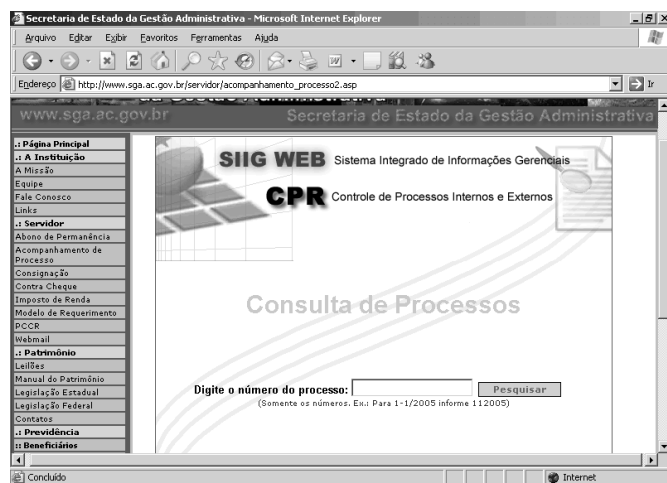 Secretaria de Estado da Gestão Administrativa - Microsoft Internet Explorer
Arquivo Editar Exibir Favoritos Ferramentas Ajuda
Endereço http://www.sga.ac.gov.br/servidor/acompanhamento_processo2.asp Ir
da Gestão Administrativa
www.sga.ac.gov.br Secretaria de Estado da Gestão Administrativa
.: Página Principal
.: A Instituição
A Missão
Equipe
Fale Conosco
Links
.: Servidor
Abono de Permanência
Acompanhamento de
Processo
Consignação
Contra Cheque
Imposto de Renda
Modelo de Requerimento
PCCR
Webmail
.: Patrimônio
Leilões
Manual do Patrimônio
Legislação Estadual
Legislação Federal
Contatos
.: Previdência
:: Beneficiários
SIIG WEB Sistema Integrado de Informações Gerenciais
CPR Controle de Processos Internos e Externos
Consulta de Processos
Digite o número do processo: Pesquisar
(Somente os números. Ex.: Para 1-1/2005 informe 112005)
Concluído Internet